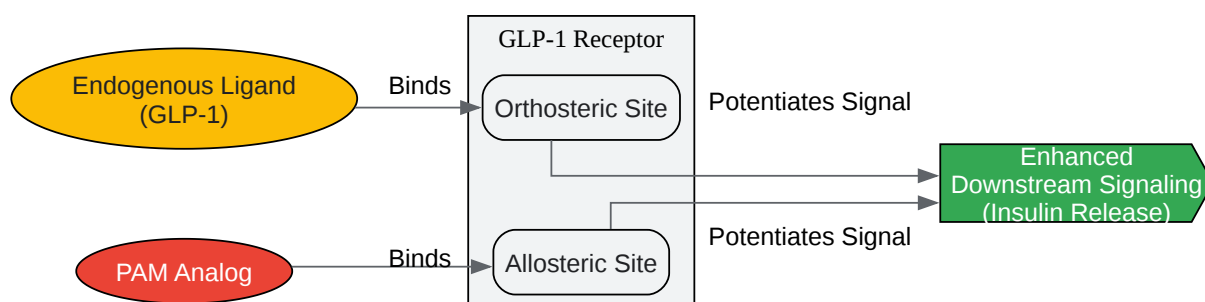 GLP-1 Receptor
Endogenous Ligand
(GLP-1)
Binds
Orthosteric Site
Potentiates Signal
Enhanced
Downstream Signaling
(Insulin Release)
PAM Analog
Binds
Allosteric Site
Potentiates Signal